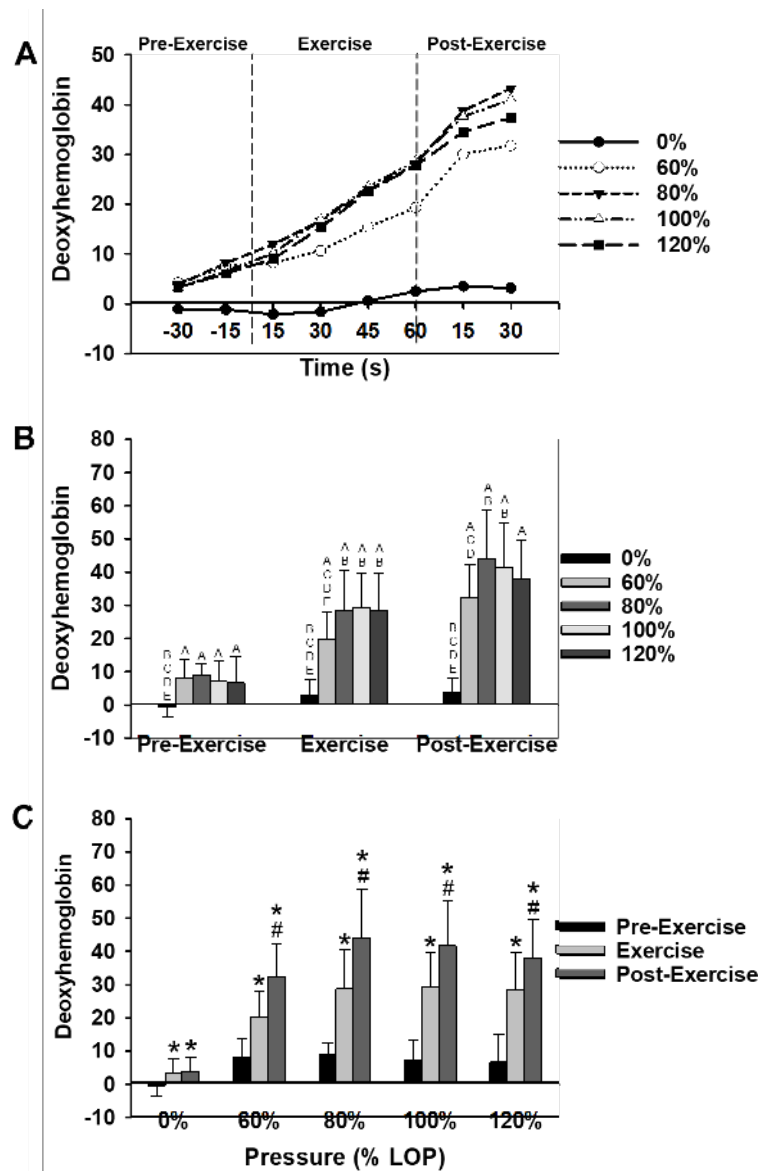 A
Pre-Exercise Exercise Post-Exercise
50
40
30
20
10
0
-10
Deoxyhemoglobin
-30 -15 15 30 45 60 15 30
Time (s)
0%
60%
80%
100%
120%
B
80
70
60
50
40
30
20
10
0
-10
Deoxyhemoglobin
B C D E
A
A
A
A
B C D E
A C D F
A B
A B
A B
B C D E
A C D
A B
A B
A
Pre-Exercise Exercise Post-Exercise
0%
60%
80%
100%
120%
C
80
70
60
50
40
30
20
10
0
-10
Deoxyhemoglobin
* *
* * #
* * #
* * #
* * #
0% 60% 80% 100% 120%
Pressure (% LOP)
Pre-Exercise
Exercise
Post-Exercise